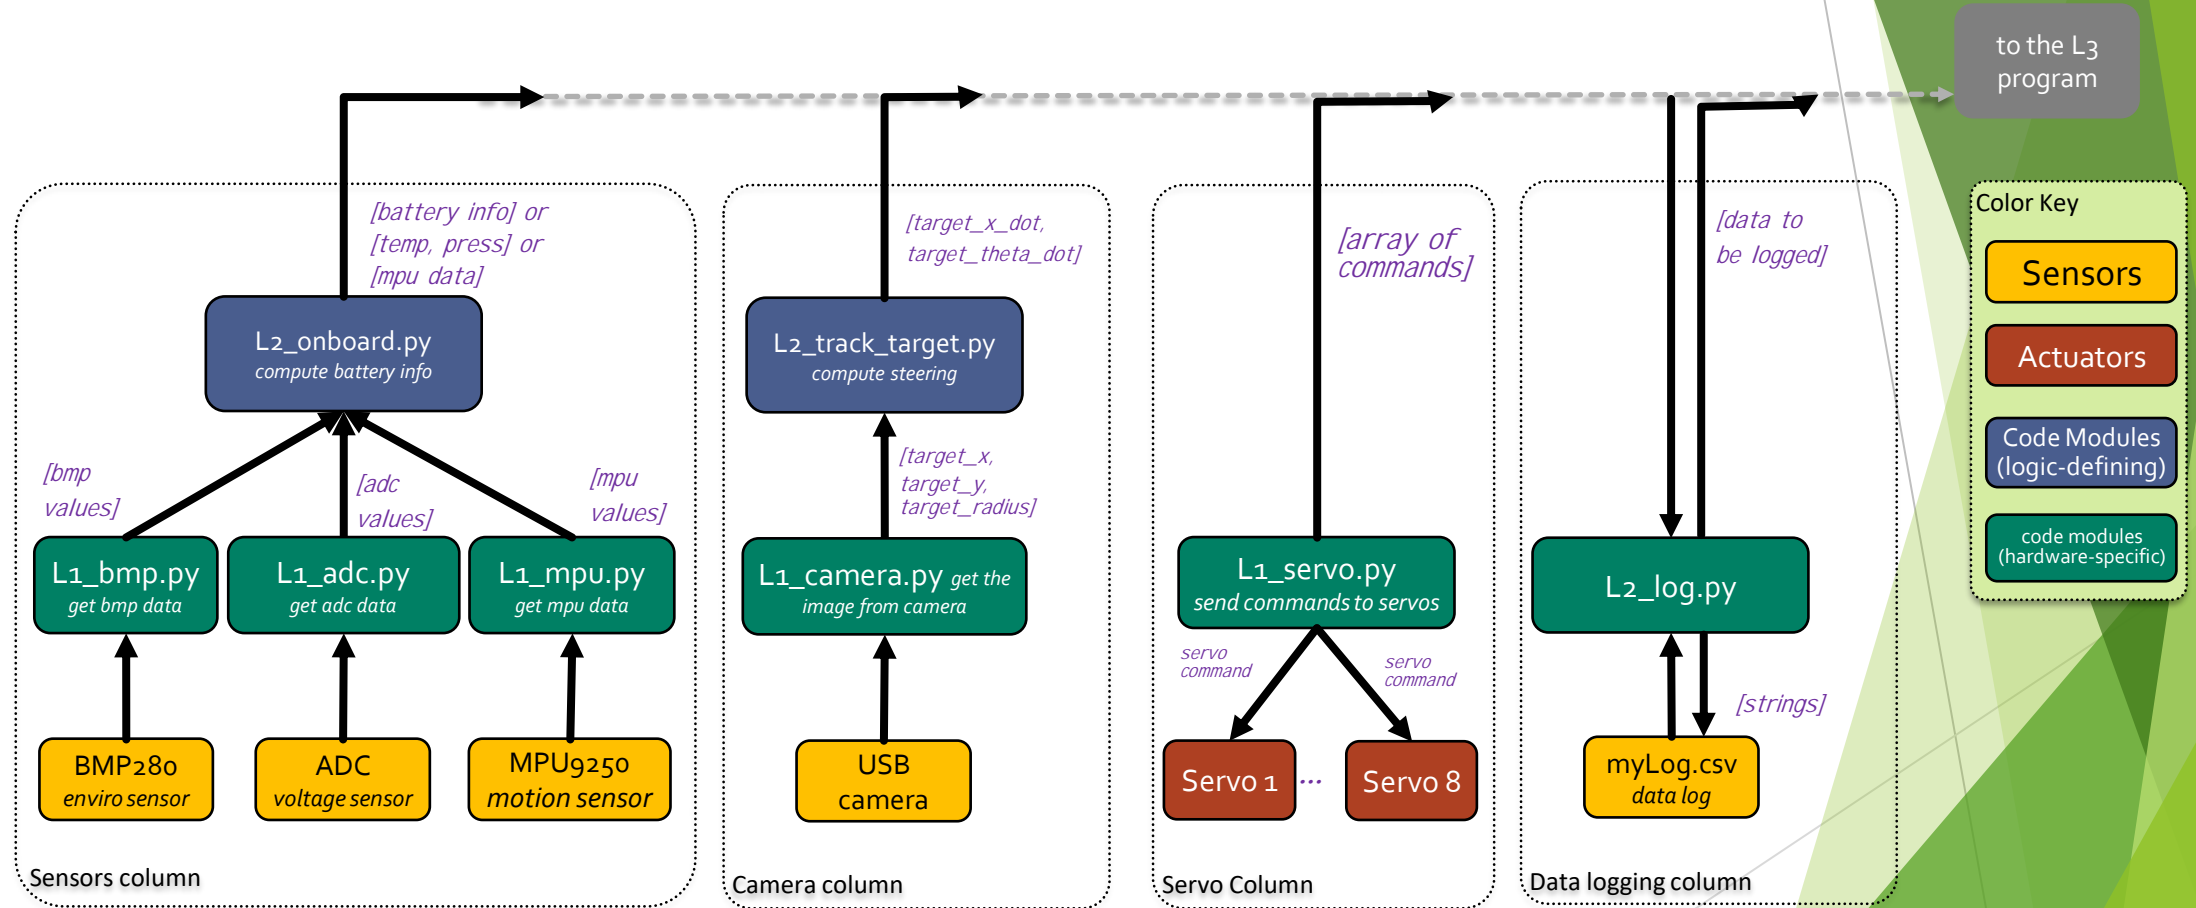 to the L3
program
[battery info] or
[temp, press] or
[mpu data]
L2_onboard.py
compute battery info
[bmp
values]
[adc
values]
[mpu
values]
L1_bmp.py
get bmp data
L1_adc.py
get adc data
L1_mpu.py
get mpu data
BMP280
enviro sensor
ADC
voltage sensor
MPU9250
motion sensor
Sensors column
[target_x_dot,
target_theta_dot]
L2_track_target.py
compute steering
[target_x,
target_y,
target_radius]
L1_camera.py get the
image from camera
USB
camera
Camera column
[array of
commands]
L1_servo.py
send commands to servos
servo
command
servo
command
Servo 1
...
Servo 8
Servo Column
[data to
be logged]
L2_log.py
[strings]
myLog.csv
data log
Data logging column
Color Key
Sensors
Actuators
Code Modules
(logic-defining)
code modules
(hardware-specific)